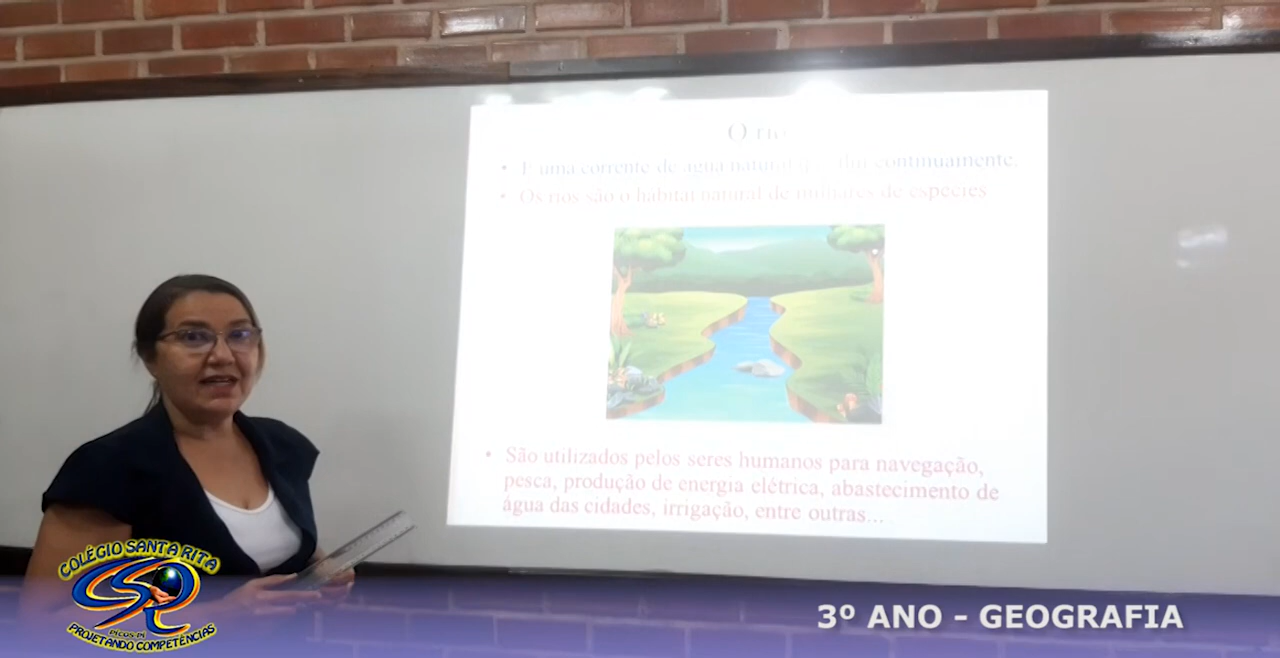 O rio
• É uma corrente de água natural que flui continuamente.
• Os rios são o habitat natural de milhares de espécies
• São utilizados pelos seres humanos para navegação,
pesca, produção de energia elétrica, abastecimento de
água das cidades, irrigação, entre outras...
COLÉGIO SANTA RITA
CSR
PICOS-PI
PROJETANDO COMPETÊNCIAS
3º ANO - GEOGRAFIA